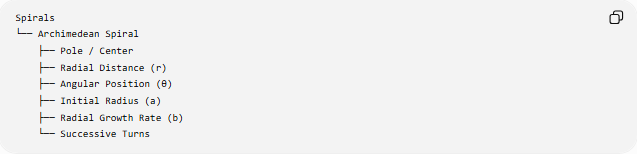 Spirals
└── Archimedean Spiral
    ├── Pole / Center
    ├── Radial Distance (r)
    ├── Angular Position (θ)
    ├── Initial Radius (a)
    ├── Radial Growth Rate (b)
    └── Successive Turns